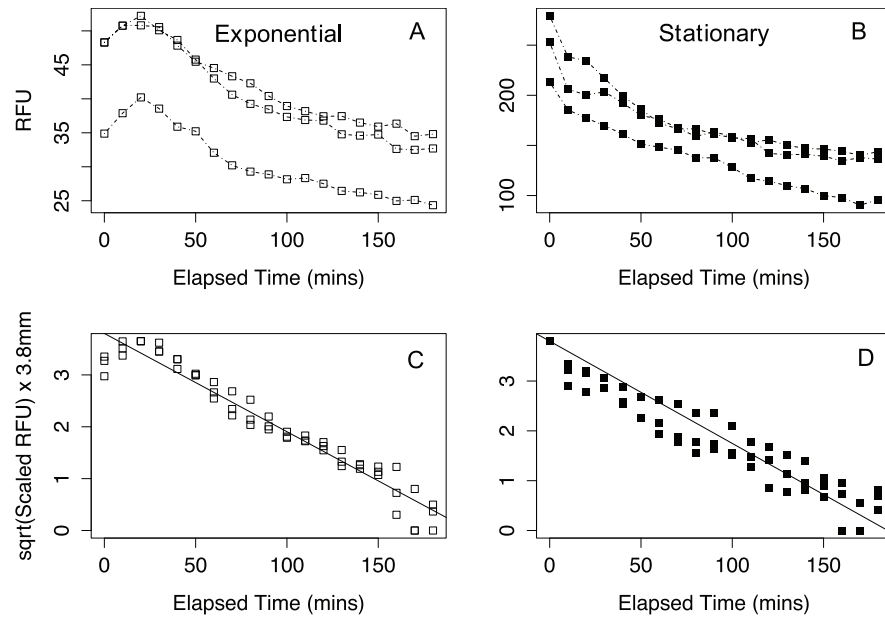 Exponential A
RFU
25 35 45
0 50 100 150
Elapsed Time (mins)
Stationary B
100 200
0 50 100 150
Elapsed Time (mins)
C
sqrt(Scaled RFU) x 3.8mm
0 1 2 3
0 50 100 150
Elapsed Time (mins)
D
0 1 2 3
0 50 100 150
Elapsed Time (mins)